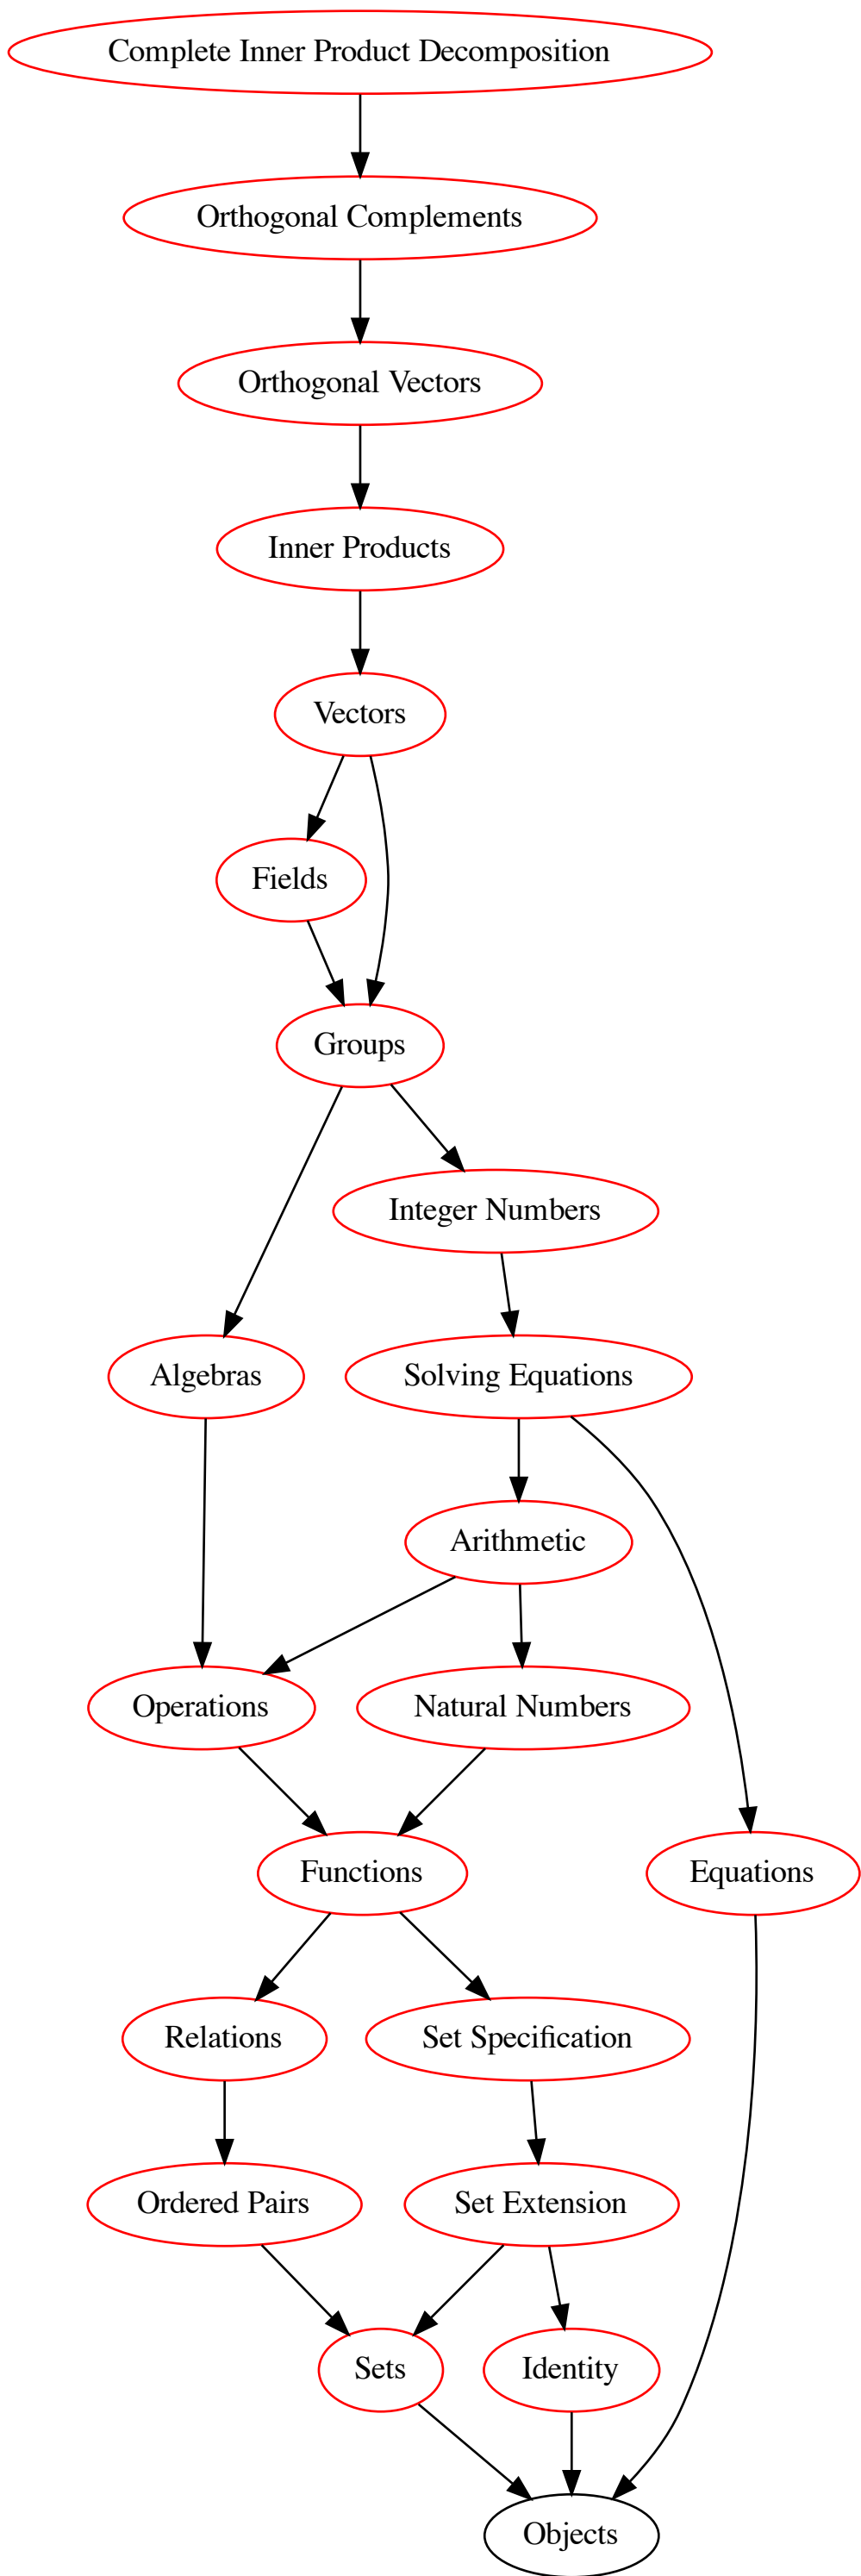 Complete Inner Product Decomposition
Orthogonal Complements
Orthogonal Vectors
Inner Products
Vectors
Fields
Groups
Integer Numbers
Algebras
Solving Equations
Arithmetic
Operations
Natural Numbers
Functions
Equations
Relations
Set Specification
Ordered Pairs
Set Extension
Sets
Identity
Objects